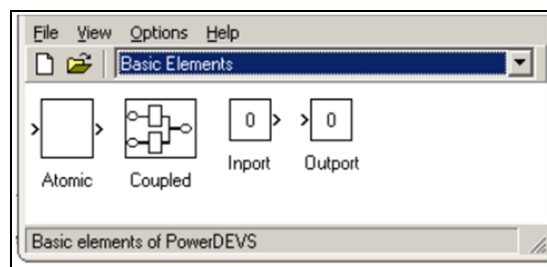 File View Options Help
Basic Elements
0 0
Atomic Coupled Inport Outport
Basic elements of PowerDEVS